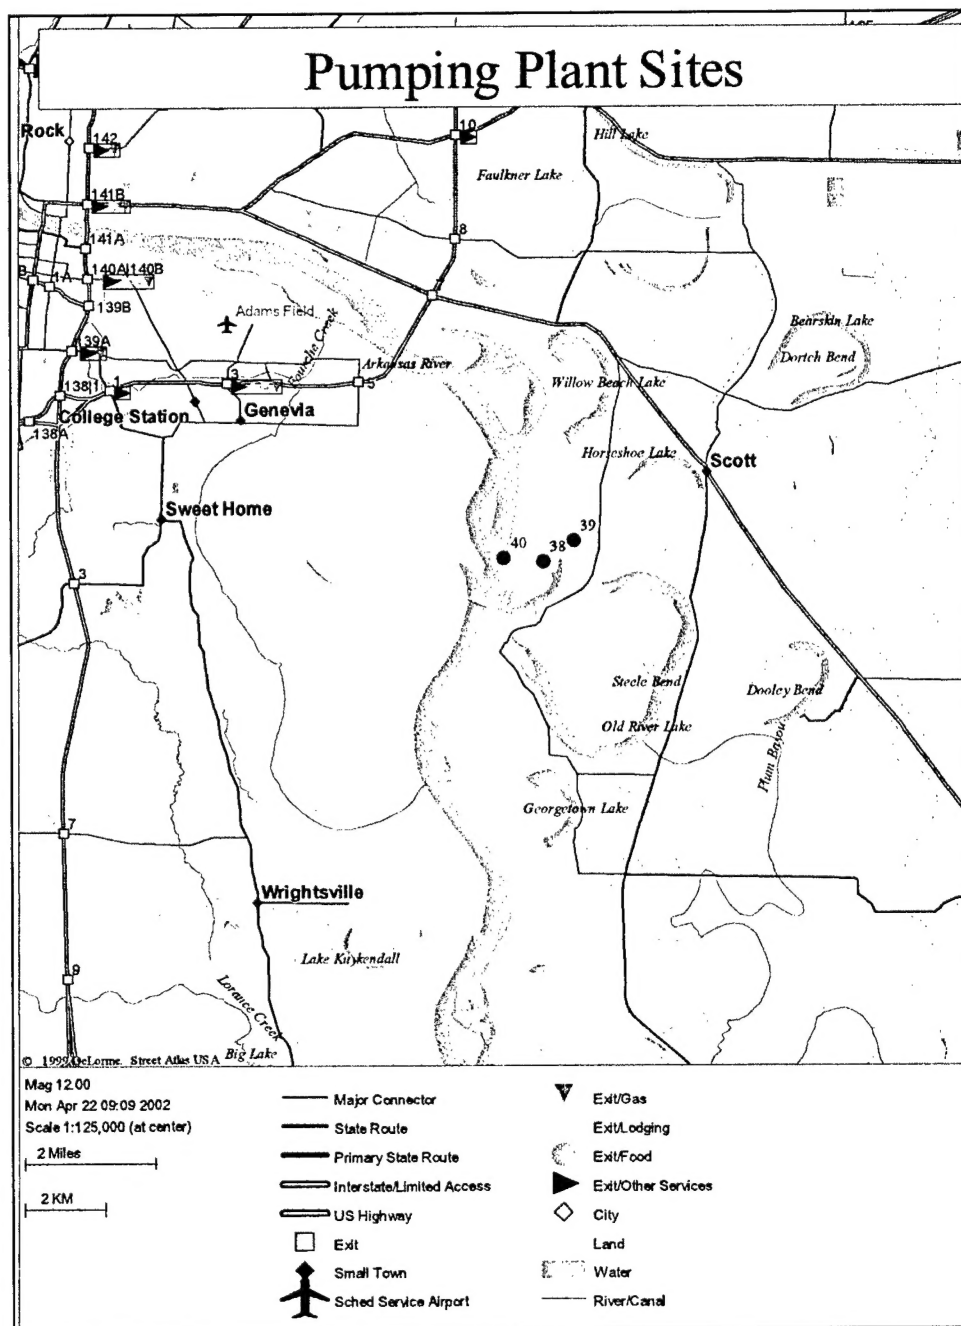 Pumping Plant Sites
Rock
142
10
Hill Lake
Faulkner Lake
141B
141A
8
B
1A
140A
140B
139B
Adams Field
Bearskin Lake
Dortch Bend
139A
Arkansas River
3
5
Willow Beach Lake
138
1
1
College Station
Genevia
138A
Horseshoe Lake
Scott
Sweet Home
39
40
38
3
Steele Bend
Dooley Bend
Old River Lake
Plum Bayou
Georgetown Lake
7
Wrightsville
Lake Kuykendall
9
Lorance Creek
Big Lake
© 1999 DeLorme. Street Atlas USA
Mag 12.00
Mon Apr 22 09:09 2002
Scale 1:125,000 (at center)
2 Miles
2 KM
Major Connector
State Route
Primary State Route
Interstate/Limited Access
US Highway
Exit
Small Town
Sched Service Airport
Exit/Gas
Exit/Lodging
Exit/Food
Exit/Other Services
City
Land
Water
River/Canal